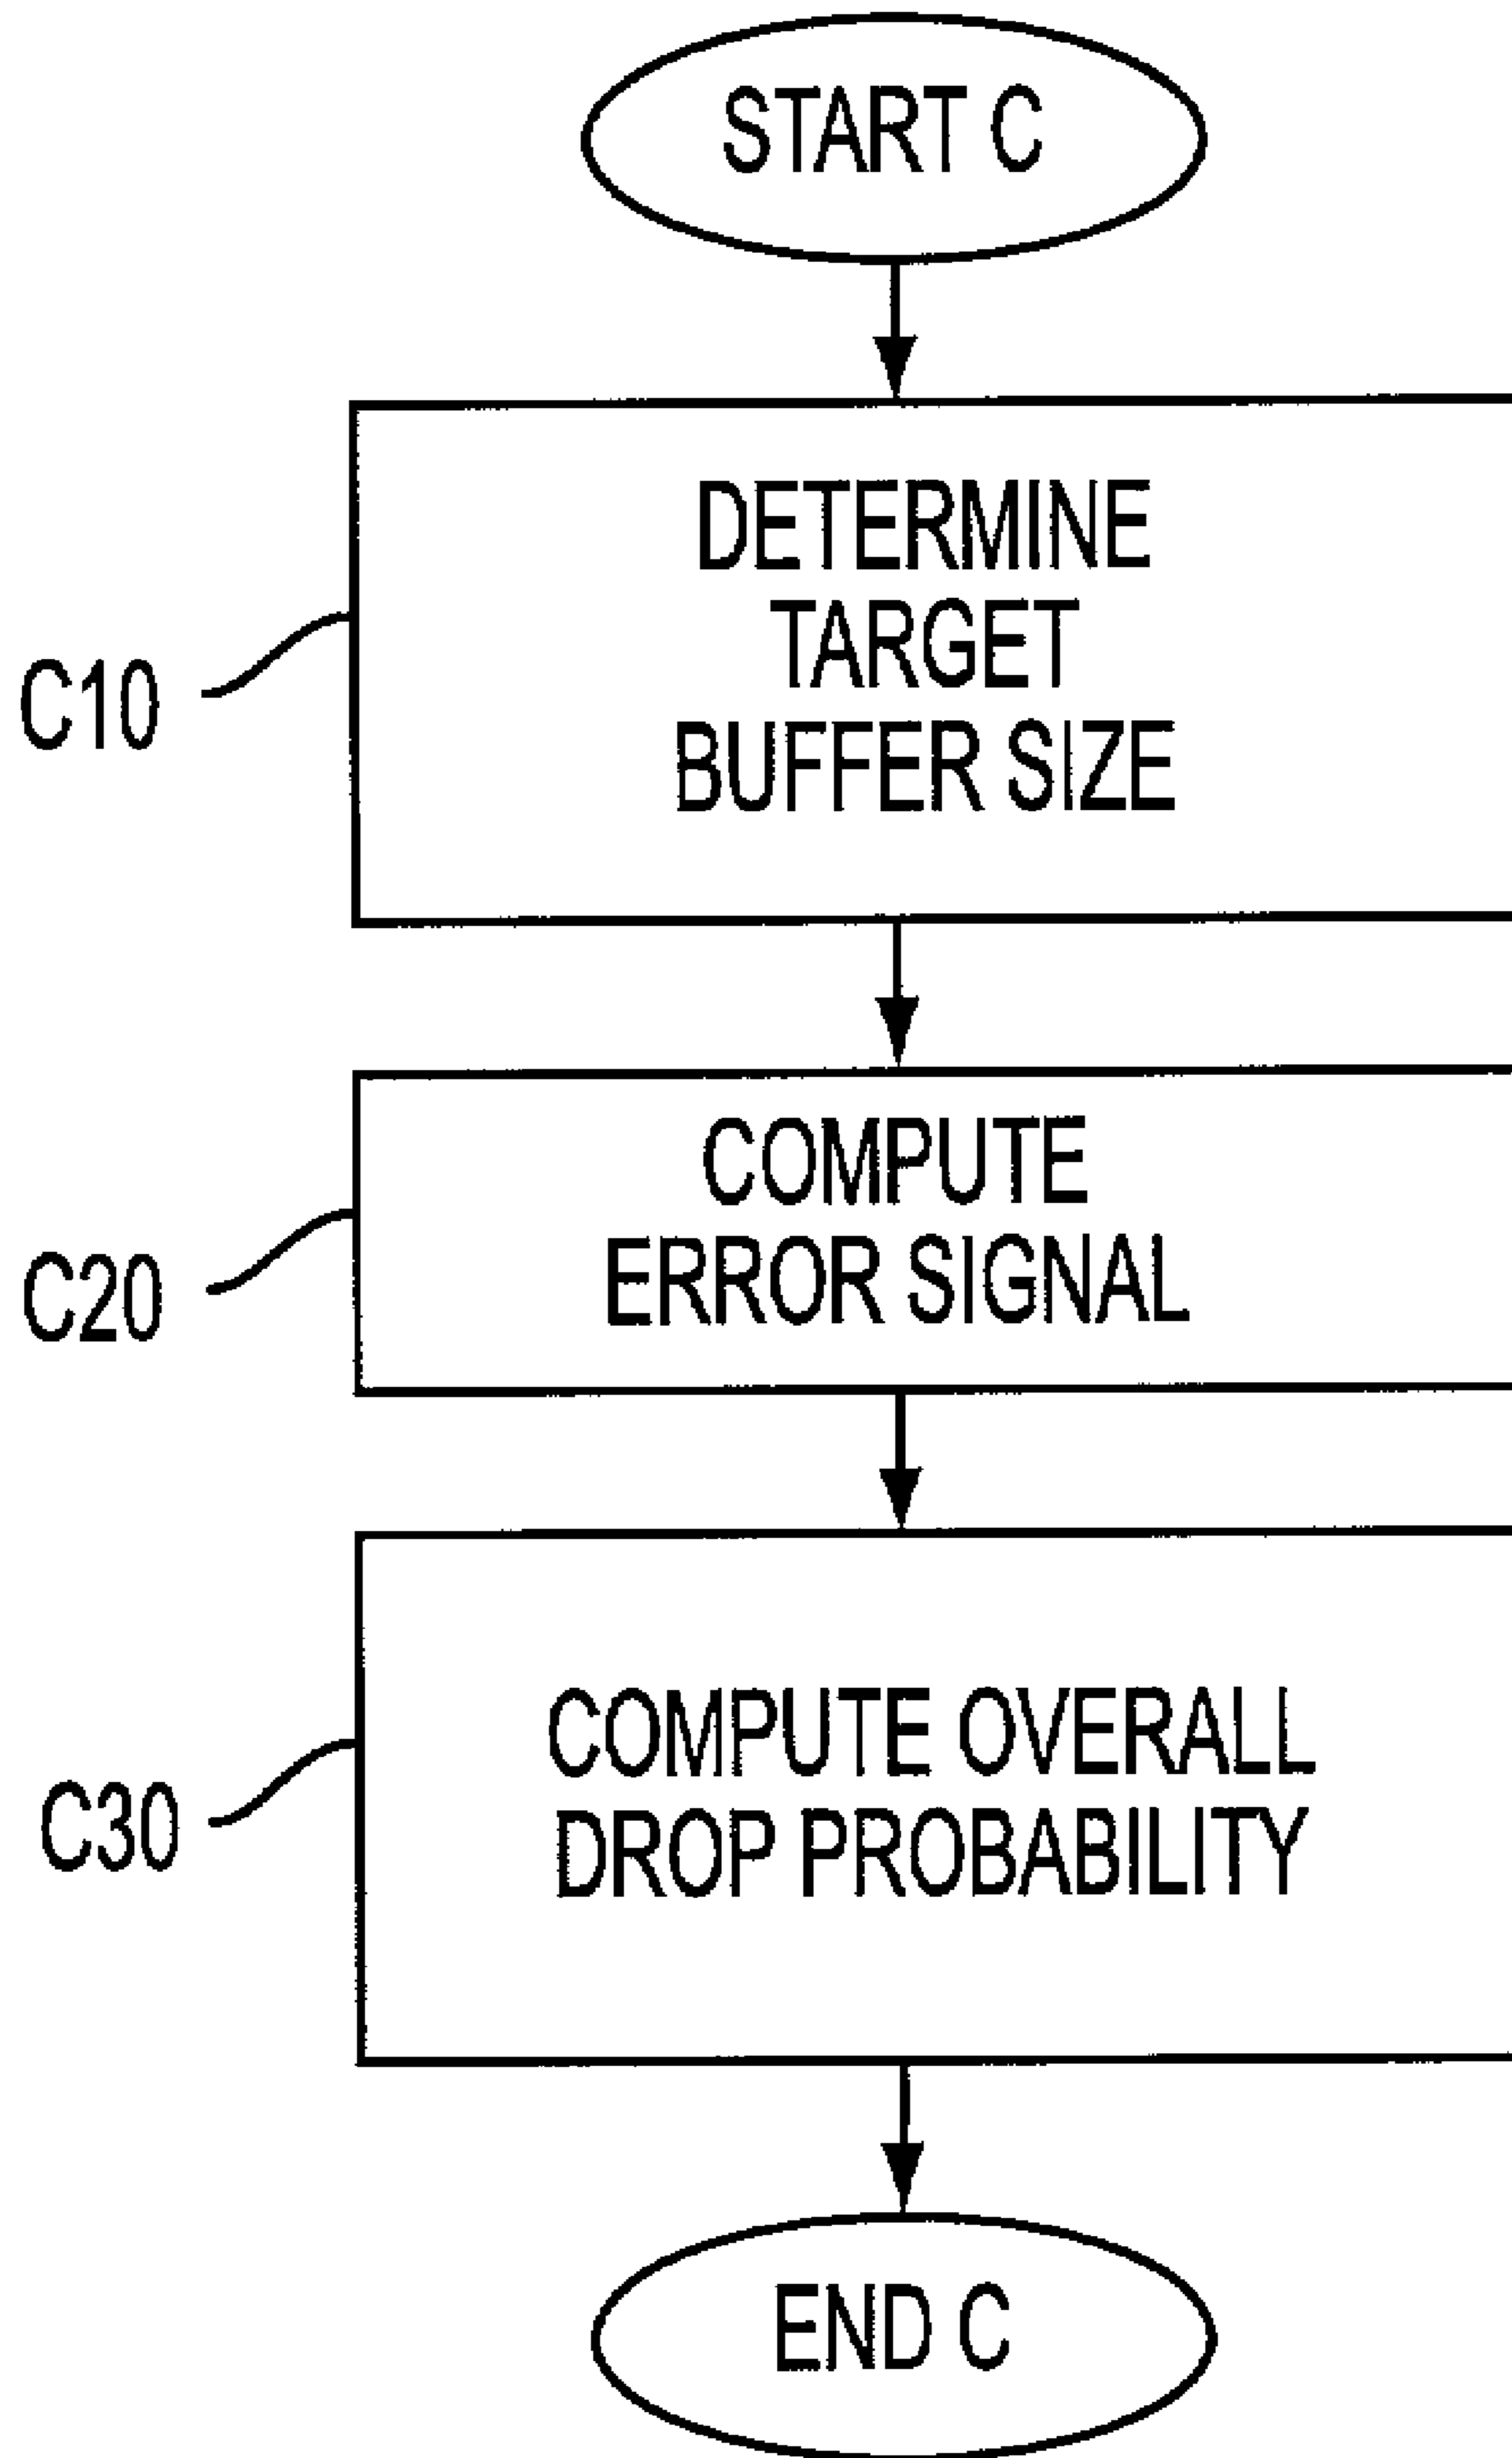 START C
DETERMINE
TARGET
BUFFER SIZE
C10
COMPUTE
ERROR SIGNAL
C20
COMPUTE OVERALL
DROP PROBABILITY
C30
END C